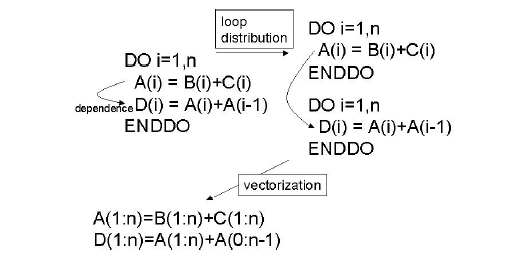 DO i=1,n
A(i) = B(i)+C(i)
dependence D(i) = A(i)+A(i-1)
ENDDO
loop
distribution
DO i=1,n
A(i) = B(i)+C(i)
ENDDO
DO i=1,n
D(i) = A(i)+A(i-1)
ENDDO
vectorization
A(1:n)=B(1:n)+C(1:n)
D(1:n)=A(1:n)+A(0:n-1)